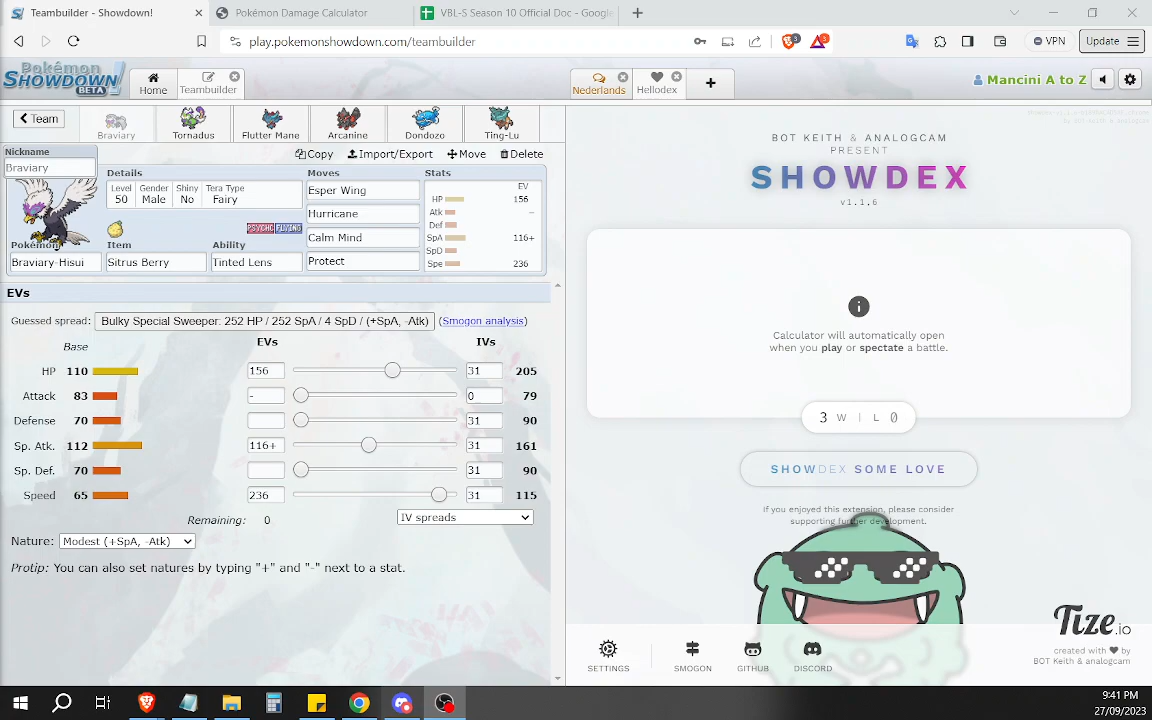 Teambuilder - Showdown!
Pokémon Damage Calculator
VBL-S Season 10 Official Doc - Google
play.pokemonshowdown.com/teambuilder
VPN
Update
Pokémon
SHOWDOWN!
BETA
Home
Teambuilder
Nederlands
Hellodex
Mancini A to Z
Team
Braviary
Tornadus
Flutter Mane
Arcanine
Dondozo
Ting-Lu
Copy
Import/Export
Move
Delete
Nickname
Braviary
Details
Level
50
Gender
Male
Shiny
No
Tera Type
Fairy
PSYCHC FLYING
Pokémon
Braviary-Hisui
Item
Sitrus Berry
Ability
Tinted Lens
Moves
Esper Wing
Hurricane
Calm Mind
Protect
Stats
EV
HP 156
Atk –
Def
SpA 116+
SpD
Spe 236
EVs
Guessed spread: Bulky Special Sweeper: 252 HP / 252 SpA / 4 SpD / (+SpA, -Atk) (Smogon analysis)
Base EVs IVs
HP 110 156 31 205
Attack 83 - 0 79
Defense 70 31 90
Sp. Atk. 112 116+ 31 161
Sp. Def. 70 31 90
Speed 65 236 31 115
Remaining: 0
IV spreads
Nature: Modest (+SpA, -Atk)
Protip: You can also set natures by typing "+" and "-" next to a stat.
BOT KEITH & ANALOGCAM
PRESENT
SHOWDEX
v1.1.6
Calculator will automatically open
when you play or spectate a battle.
3 W | L 0
SHOWDEX SOME LOVE
If you enjoyed this extension, please consider
supporting further development.
SETTINGS
SMOGON
GITHUB
DISCORD
Tize.io
created with ♥ by
BOT Keith & analogcam
9:41 PM
27/09/2023